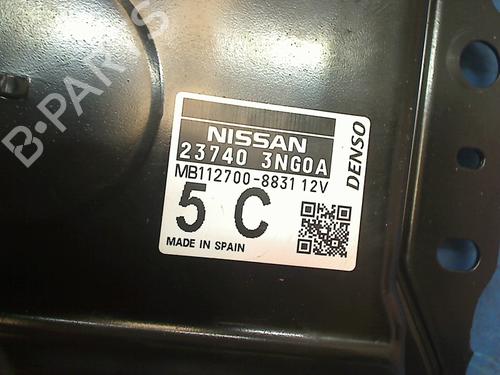 B-PARTS
NISSAN
23740 3NG0A
MB112700-8831 12V
5 C
MADE IN SPAIN
DENSO